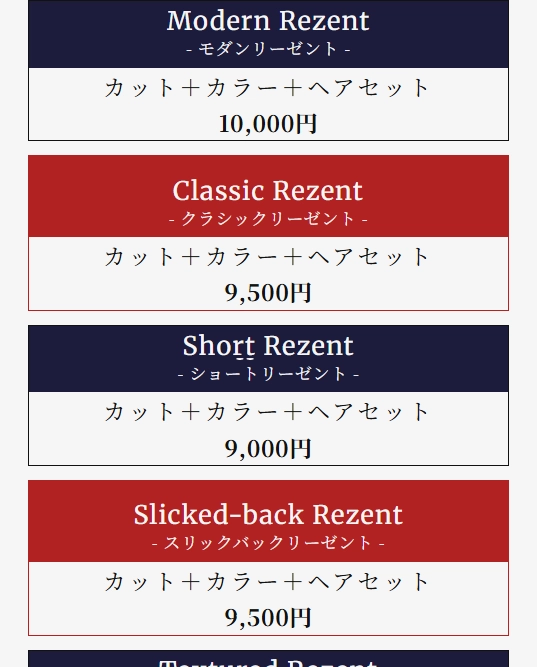 Modern Rezent
- モダンリーゼント -
カット＋カラー＋ヘアセット
10,000円
Classic Rezent
- クラシックリーゼント -
カット＋カラー＋ヘアセット
9,500円
Short Rezent
- ショートリーゼント -
カット＋カラー＋ヘアセット
9,000円
Slicked-back Rezent
- スリックバックリーゼント -
カット＋カラー＋ヘアセット
9,500円
Textured Rezent